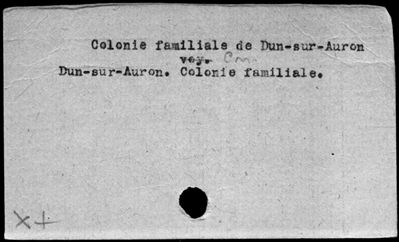 Colonie familiale de Dun-sur-Auron
voy.
Dun-sur-Auron. Colonie familiale.
X+